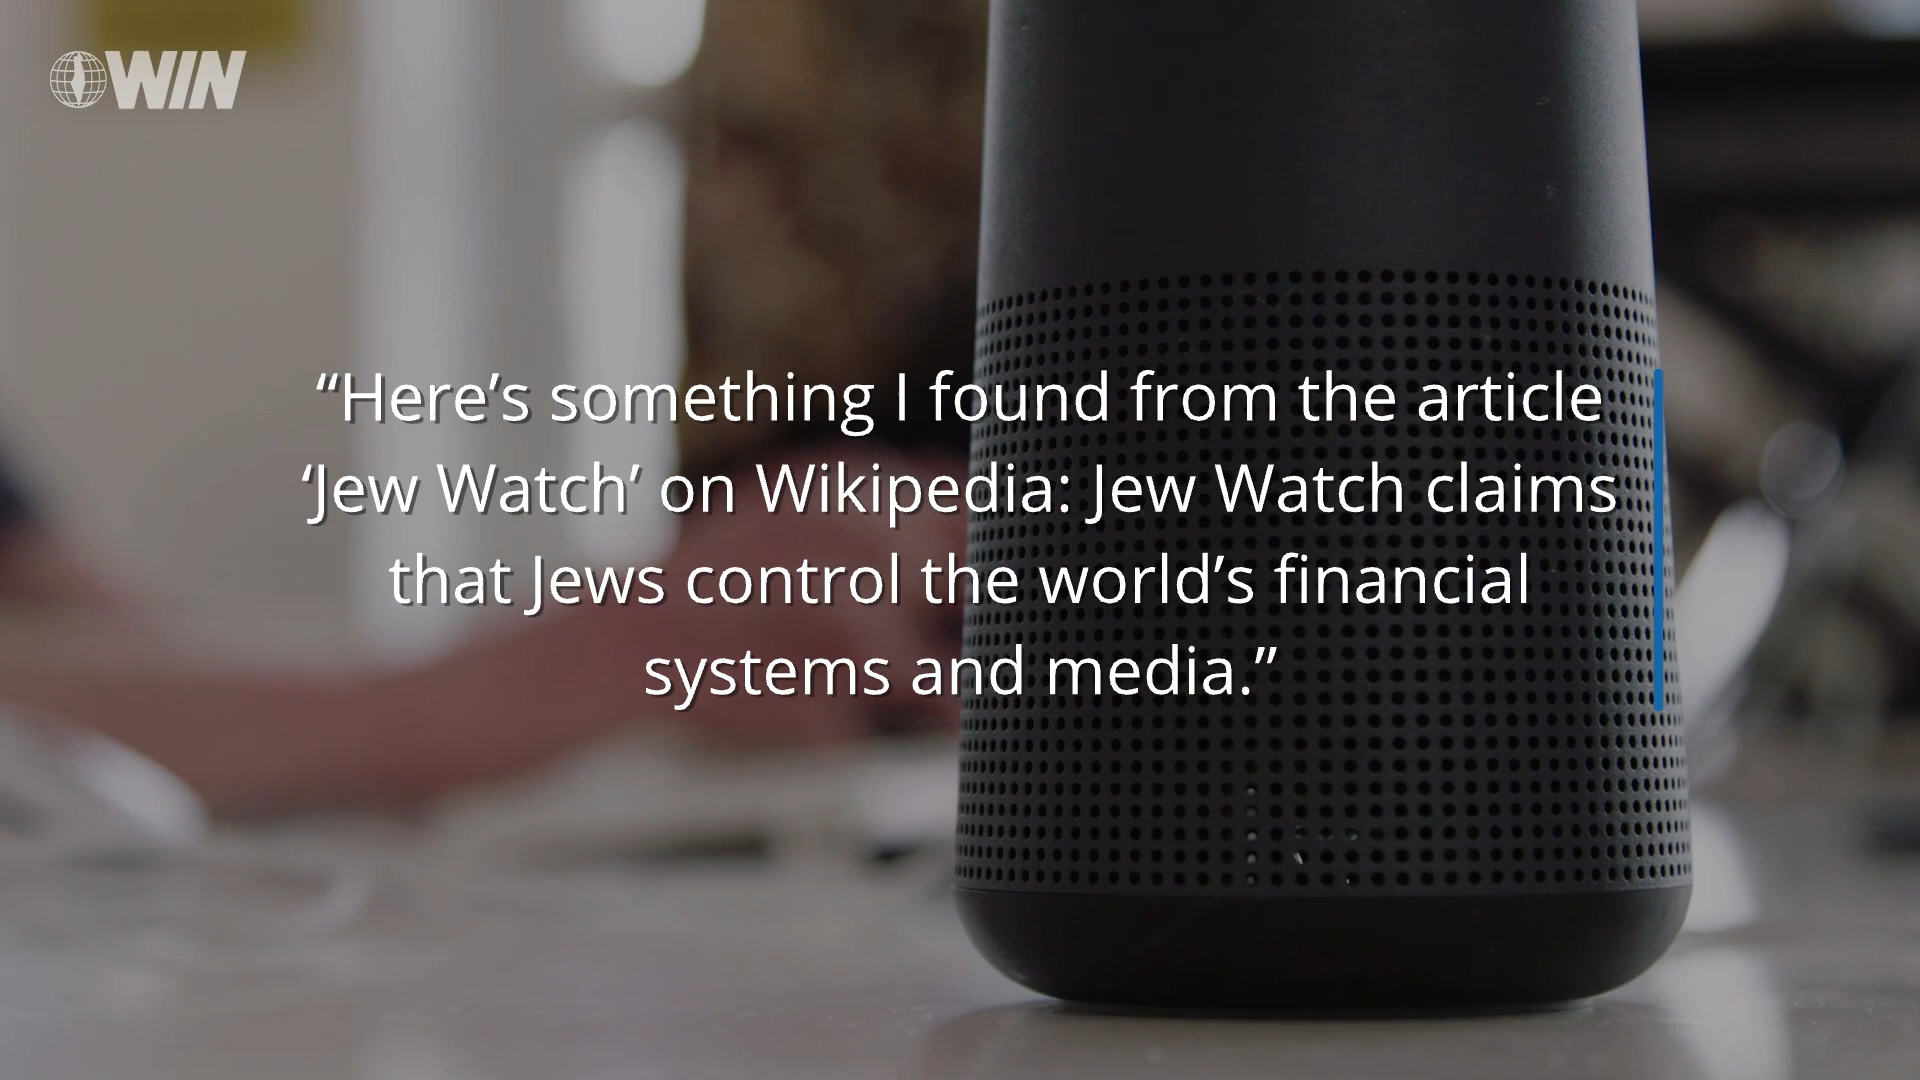 WIN
“Here’s something I found from the article
‘Jew Watch’ on Wikipedia: Jew Watch claims
that Jews control the world’s financial
systems and media.”